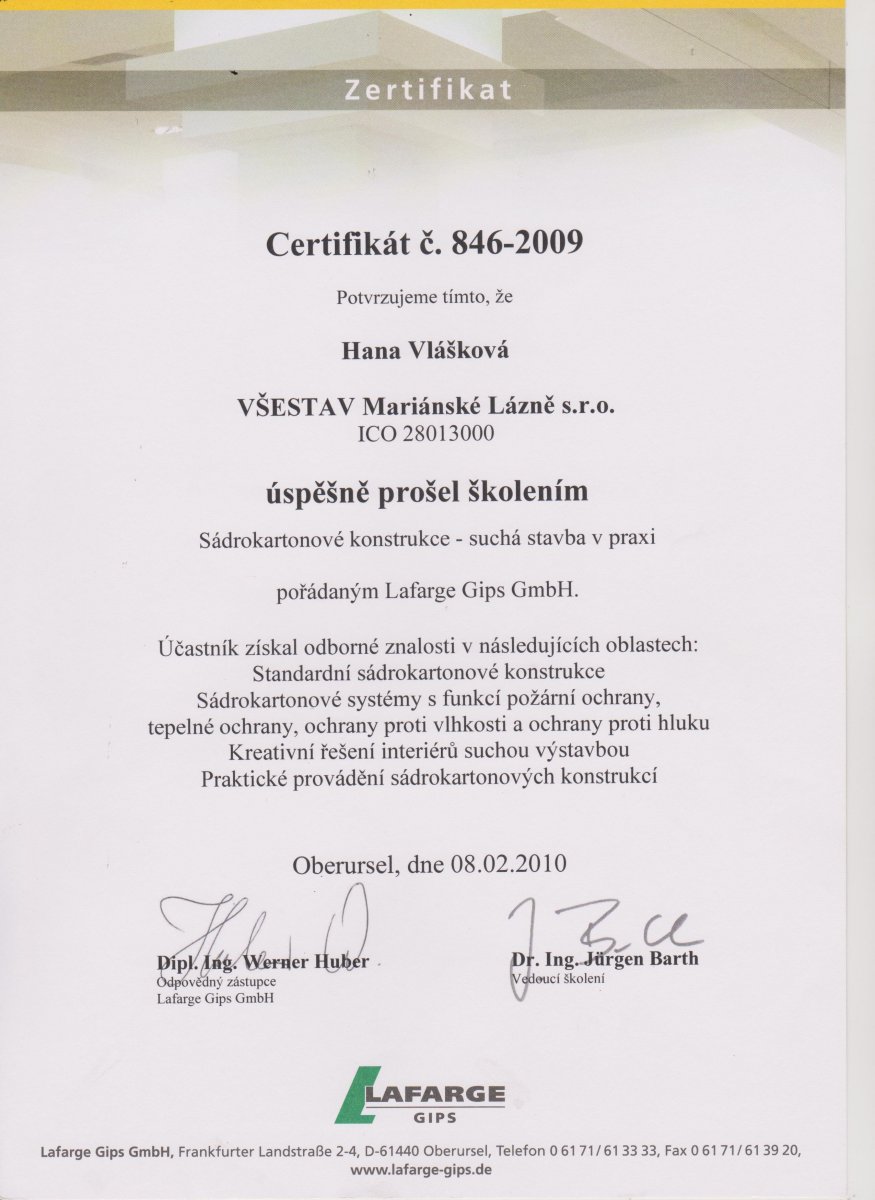 Zertifikat
Certifikát č. 846-2009
Potvrzujeme tímto, že
Hana Vlášková
VŠESTAV Mariánské Lázně s.r.o.
ICO 28013000
úspěšně prošel školením
Sádrokartonové konstrukce - suchá stavba v praxi
pořádaným Lafarge Gips GmbH.
Účastník získal odborné znalosti v následujících oblastech:
Standardní sádrokartonové konstrukce
Sádrokartonové systémy s funkcí požární ochrany,
tepelné ochrany, ochrany proti vlhkosti a ochrany proti hluku
Kreativní řešení interiérů suchou výstavbou
Praktické provádění sádrokartonových konstrukcí
Oberursel, dne 08.02.2010
Dipl. Ing. Werner Huber
Odpovědný zástupce
Lafarge Gips GmbH
Dr. Ing. Jürgen Barth
Vedoucí školení
LAFARGE
GIPS
Lafarge Gips GmbH, Frankfurter Landstraße 2-4, D-61440 Oberursel, Telefon 0 61 71/ 61 33 33, Fax 0 61 71/ 61 39 20,
www.lafarge-gips.de